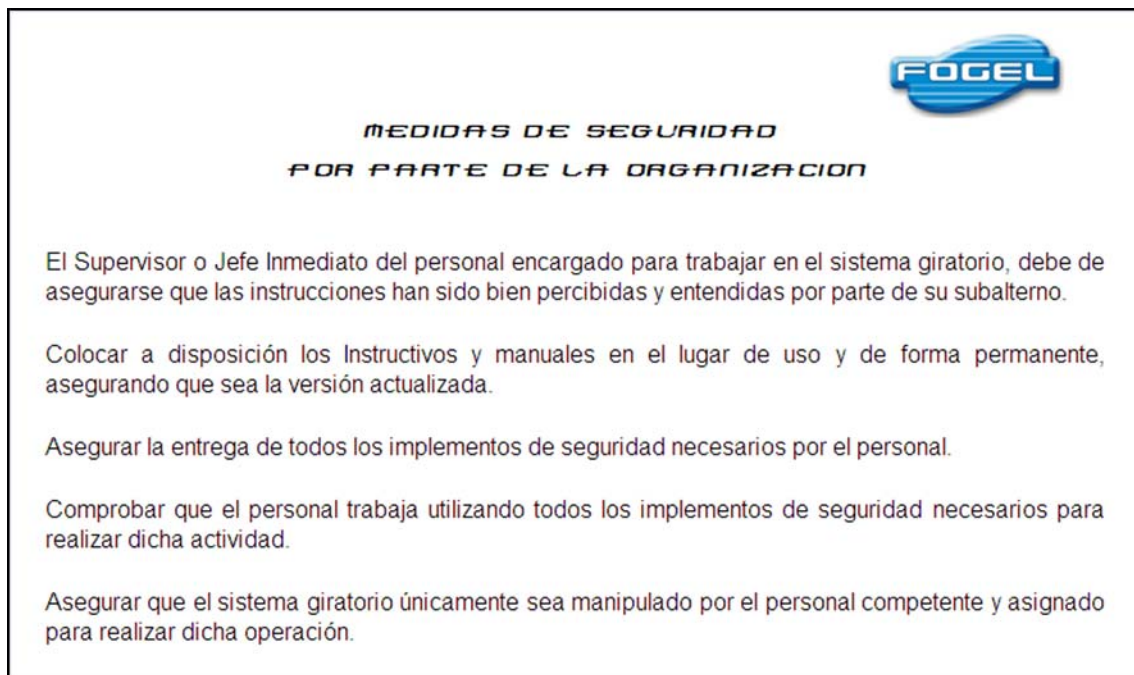 FOGEL
MEDIDAS DE SEGURIDAD
POR PARTE DE LA ORGANIZACION
El Supervisor o Jefe Inmediato del personal encargado para trabajar en el sistema giratorio, debe de
asegurarse que las instrucciones han sido bien percibidas y entendidas por parte de su subalterno.
Colocar a disposición los Instructivos y manuales en el lugar de uso y de forma permanente,
asegurando que sea la versión actualizada.
Asegurar la entrega de todos los implementos de seguridad necesarios por el personal.
Comprobar que el personal trabaja utilizando todos los implementos de seguridad necesarios para
realizar dicha actividad.
Asegurar que el sistema giratorio únicamente sea manipulado por el personal competente y asignado
para realizar dicha operación.